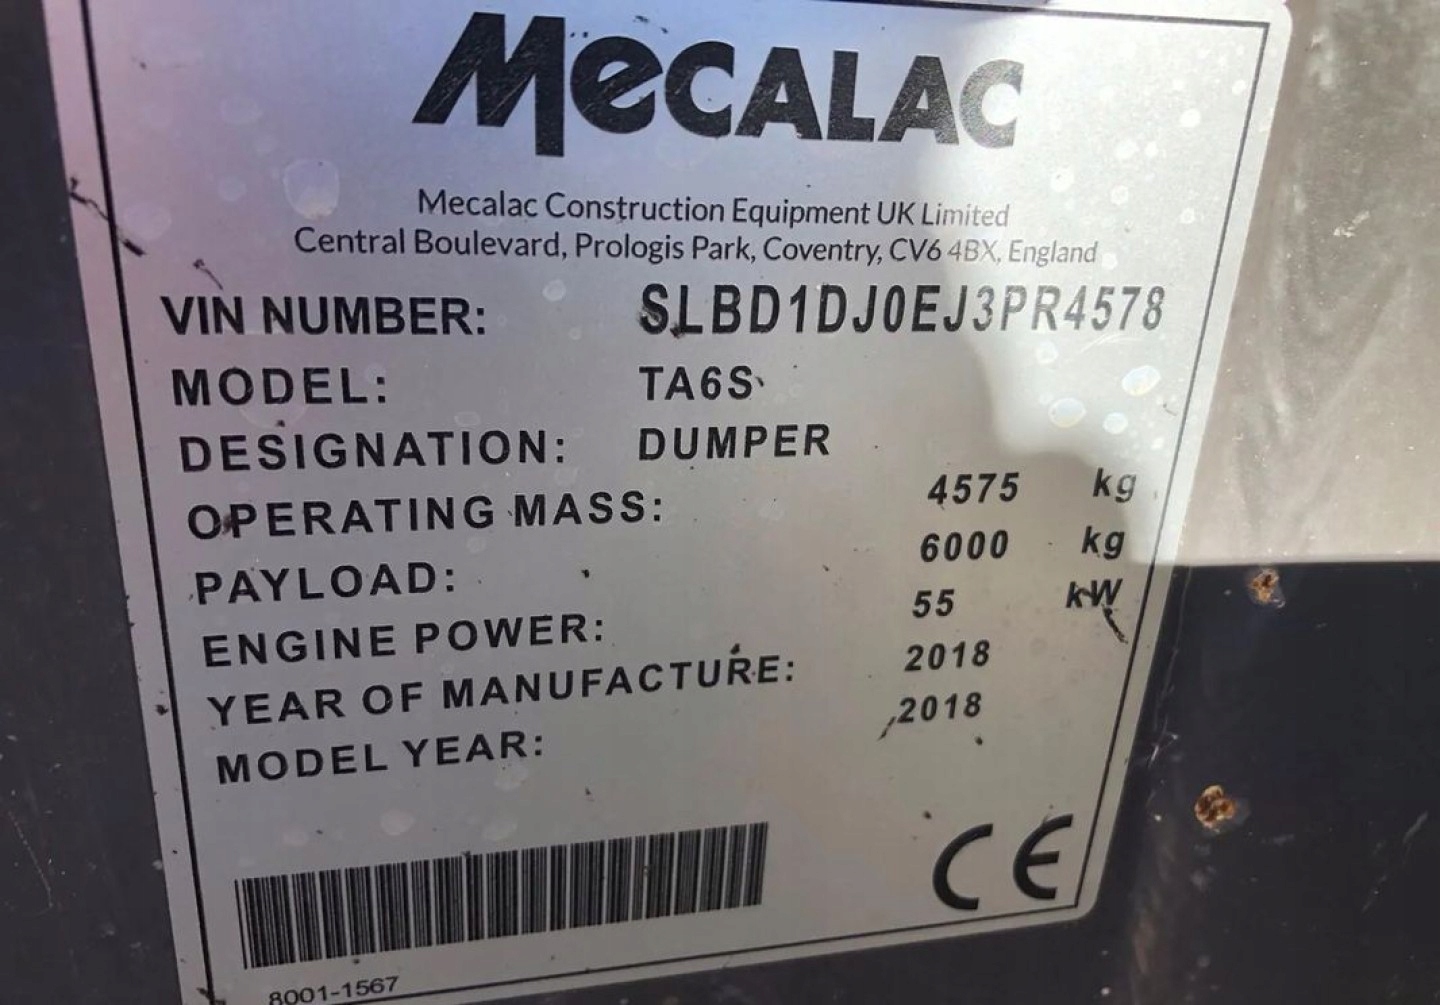 MeCALAC
Mecalac Construction Equipment UK Limited
Central Boulevard, Prologis Park, Coventry, CV6 4BX, England
VIN NUMBER: SLBD1DJ0EJ3PR4578
MODEL: TA6S
DESIGNATION: DUMPER
OPERATING MASS: 4575 kg
PAYLOAD: 6000 kg
ENGINE POWER: 55 kW
YEAR OF MANUFACTURE: 2018
MODEL YEAR: 2018
CE
8001-1567